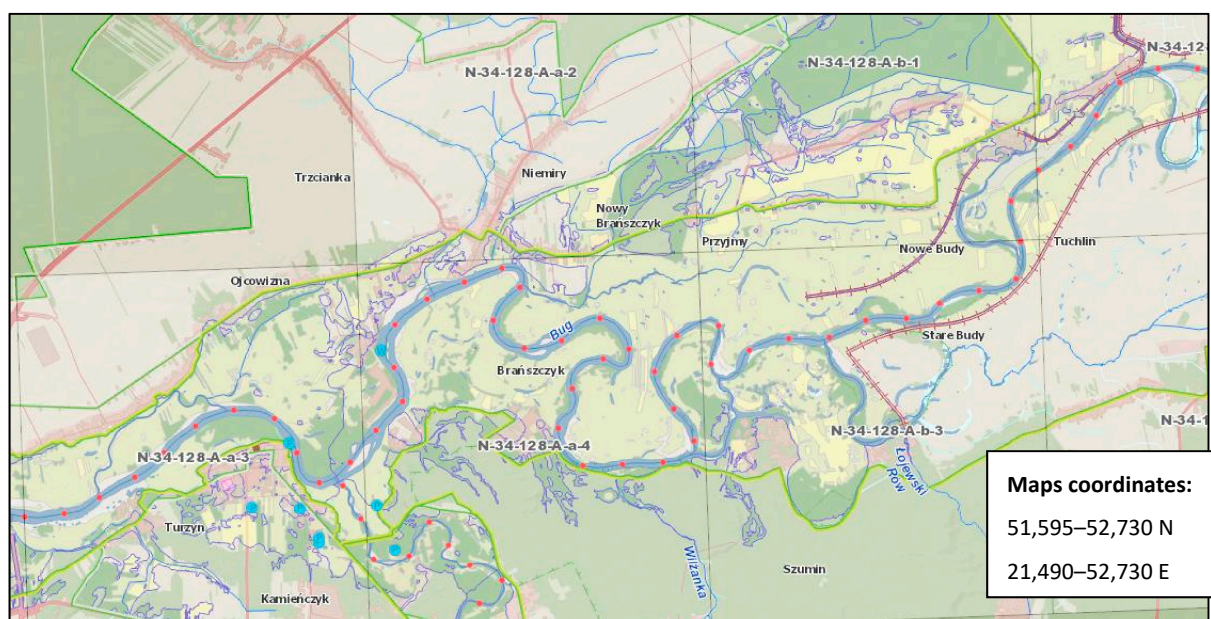 N-34-12
N-34-128-A-b-1
N-34-128-A-a-2
Trzcianka
Niemiry
Nowy
Brańszczyk
Przyjmy
Nowe Budy
Tuchlin
Ojcowizna
Bug
Stare Budy
Brańszczyk
N-34-128-A-a-3
N-34-128-A-a-4
N-34-128-A-b-3
N-34-1
Łojewski
Rów
Turzyn
Kamieńczyk
Wiżanka
Szumin
Maps coordinates:
51,595–52,730 N
21,490–52,730 E